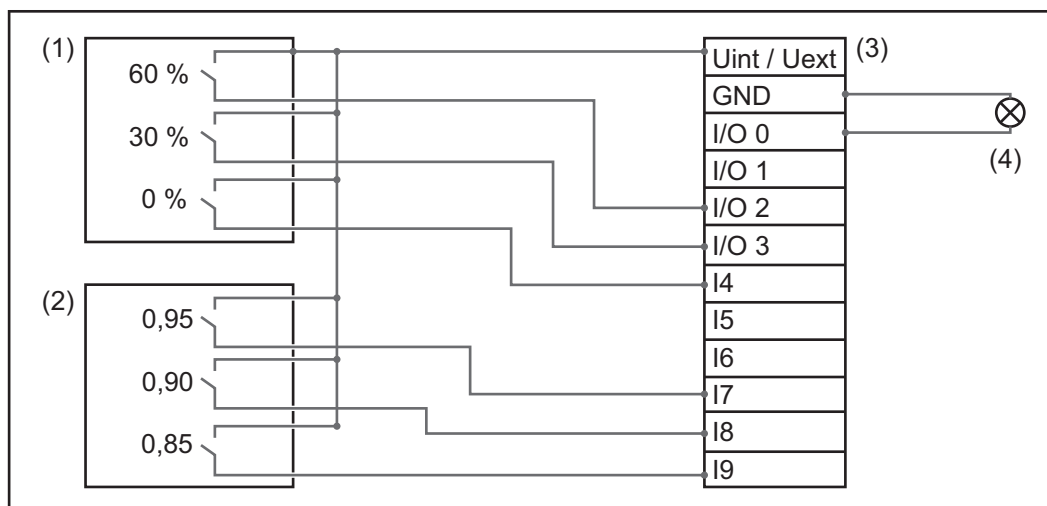 (1)
60 %
30 %
0 %
(2)
0,95
0,90
0,85
Uint / Uext
(3)
GND
I/O 0
I/O 1
I/O 2
I/O 3
I4
I5
I6
I7
I8
I9
(4)